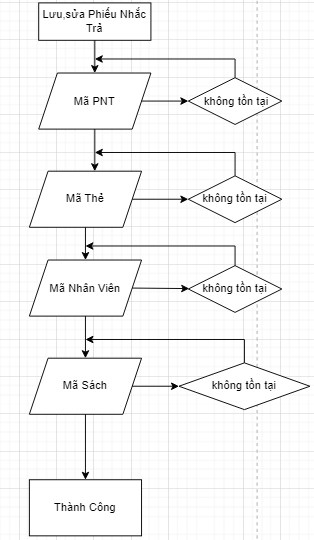 Lưu,sửa Phiếu Nhắc
Trả
Mã PNT
không tồn tại
Mã Thẻ
không tồn tại
Mã Nhân Viên
không tồn tại
Mã Sách
không tồn tại
Thành Công